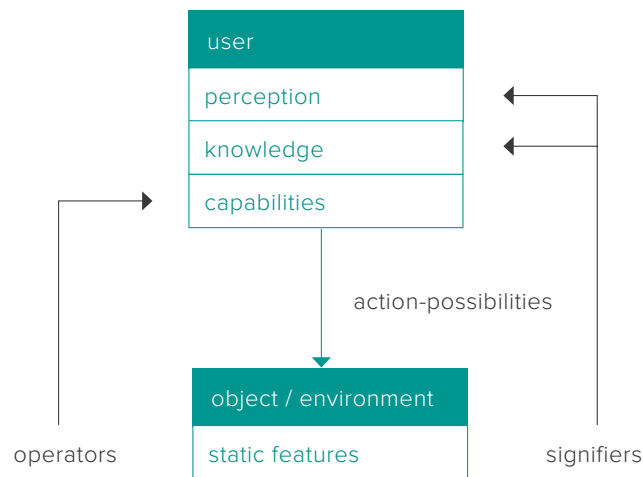 user
perception
knowledge
capabilities
action-possibilities
object / environment
operators
static features
signifiers